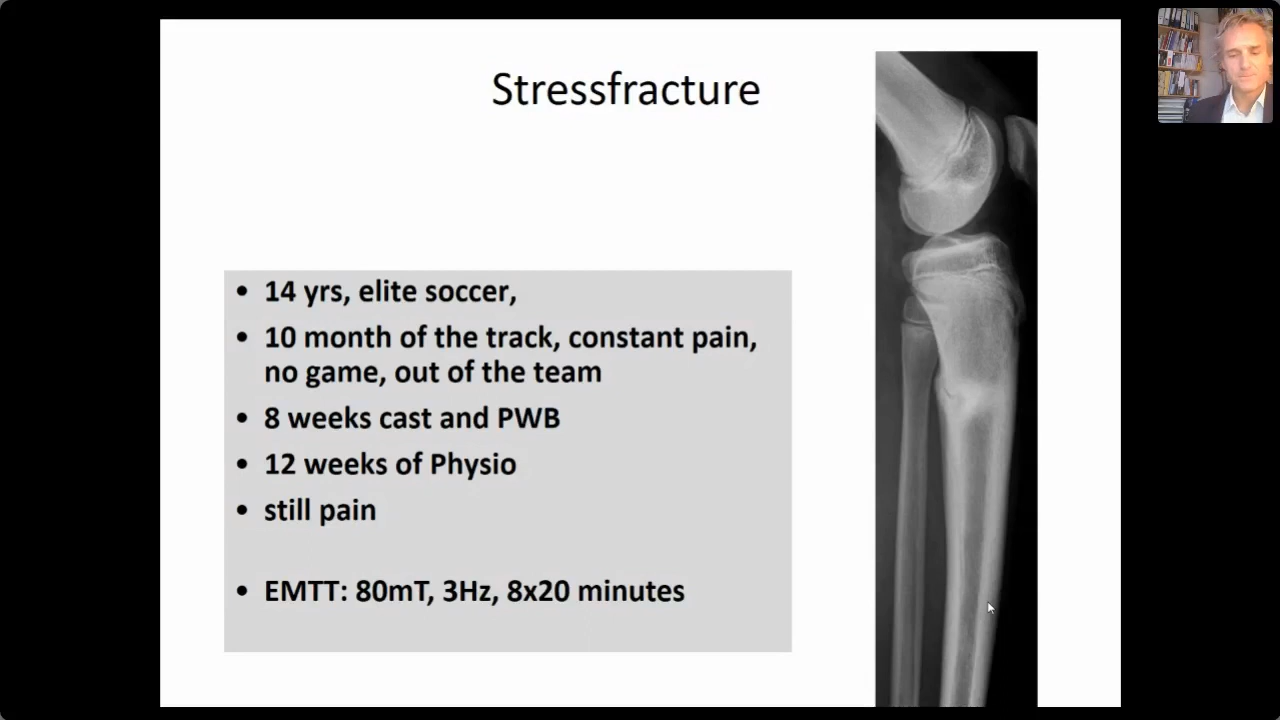 Stressfracture
• 14 yrs, elite soccer,
• 10 month of the track, constant pain,
no game, out of the team
• 8 weeks cast and PWB
• 12 weeks of Physio
• still pain
• EMTT: 80mT, 3Hz, 8x20 minutes